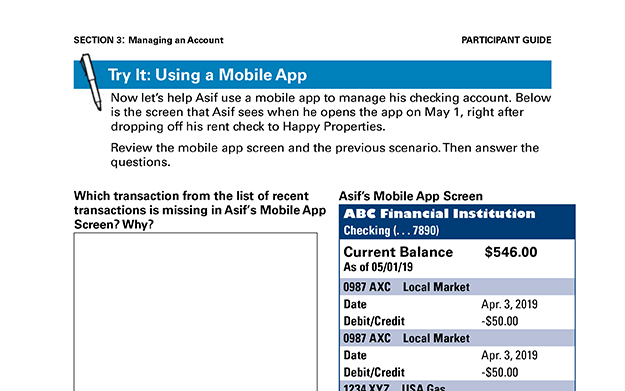 SECTION 3: Managing an Account
PARTICIPANT GUIDE
Try It: Using a Mobile App
Now let's help Asif use a mobile app to manage his checking account. Below
is the screen that Asif sees when he opens the app on May 1, right after
dropping off his rent check to Happy Properties.
Review the mobile app screen and the previous scenario. Then answer the
questions.
Which transaction from the list of recent
transactions is missing in Asif's Mobile App
Screen? Why?
Asif's Mobile App Screen
ABC Financial Institution
Checking (. . . 7890)
Current Balance $546.00
As of 05/01/19
0987 AXC Local Market
Date Apr. 3, 2019
Debit/Credit -$50.00
0987 AXC Local Market
Date Apr. 3, 2019
Debit/Credit -$50.00
1234 XYZ USA Gas